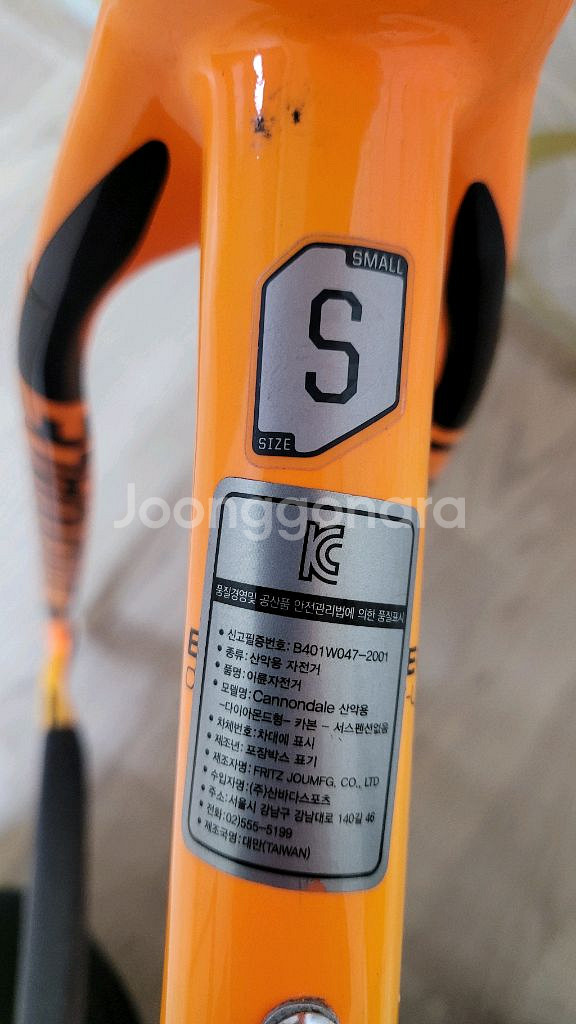 SMALL
S
SIZE
Joonggonara
KC
품질경영및 공산품 안전관리법에 의한 품질표시
• 신고필증번호: B401W047-2001
• 종류: 산악용 자전거
• 품명: 이륜자전거
• 모델명: Cannondale 산악용
-다이아몬드형- 카본 - 서스펜션없음
• 차체번호: 차대에 표시
• 제조년: 포장박스 표기
• 제조자명: FRITZ JOUMFG. CO., LTD
• 수입자명: (주)산바다스포츠
• 주소: 서울시 강남구 강남대로 140길 46
• 전화: 02)555-5199
• 제조국명: 대만(TAIWAN)